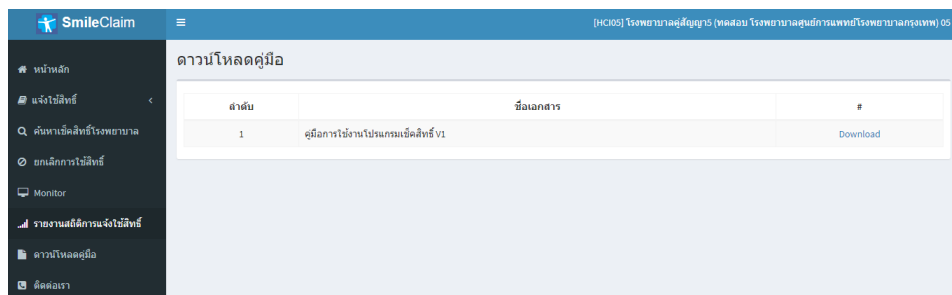 SmileClaim
[HCI05] โรงพยาบาลคู่สัญญา5 (ทดสอบ โรงพยาบาลศูนย์การแพทย์โรงพยาบาลกรุงเทพ) 05
หน้าหลัก
แจ้งใช้สิทธิ์
ค้นหาเช็คสิทธิ์โรงพยาบาล
ยกเลิกการใช้สิทธิ์
Monitor
รายงานสถิติการแจ้งใช้สิทธิ์
ดาวน์โหลดคู่มือ
ติดต่อเรา
ดาวน์โหลดคู่มือ
ลำดับ ชื่อเอกสาร #
1 คู่มือการใช้งานโปรแกรมเช็คสิทธิ์ V1 Download